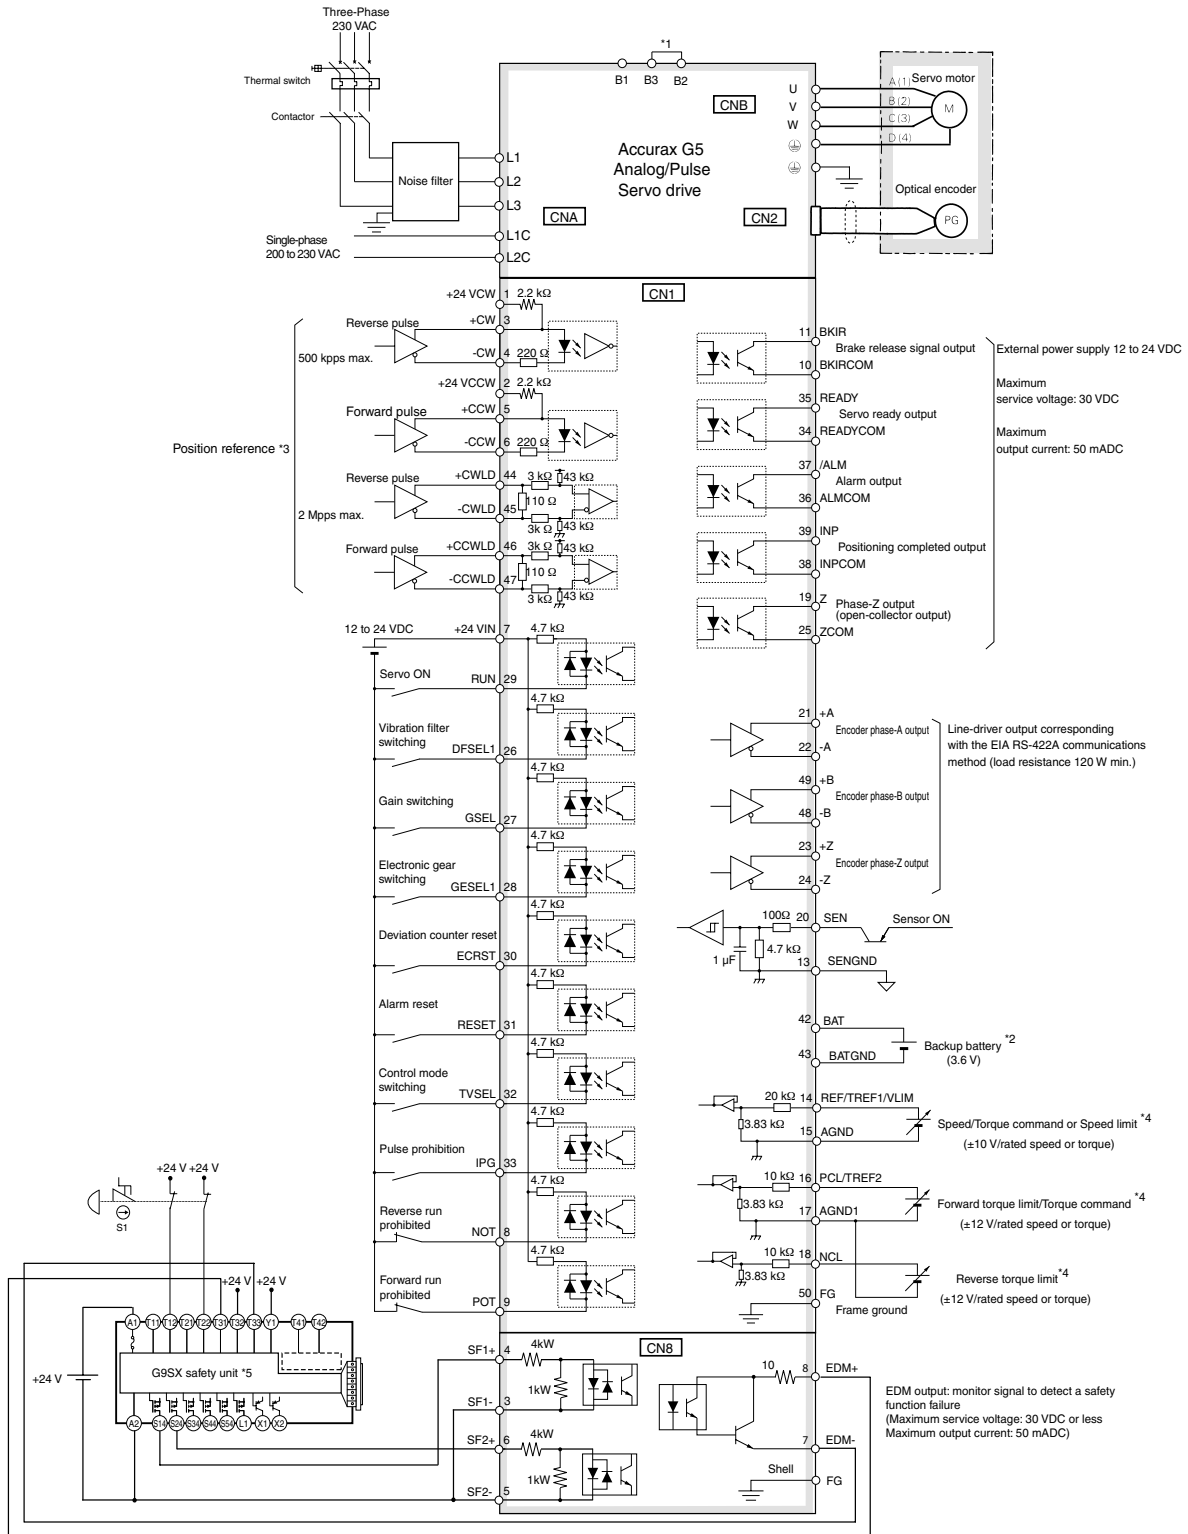 Three-Phase
230 VAC
Thermal switch
Contactor
Noise filter
Single-phase
200 to 230 VAC
L1
L2
L3
L1C
L2C
CNA
*1
B1
B3
B2
CNB
Accurax G5
Analog/Pulse
Servo drive
CN2
U
V
W
A (1)
B (2)
C (3)
D (4)
Servo motor
M
Optical encoder
PG
CN1
Position reference *3
500 kpps max.
2 Mpps max.
+24 VCW 1 2.2 kΩ
Reverse pulse
+CW 3
-CW 4 220 Ω
+24 VCCW 2 2.2 kΩ
Forward pulse
+CCW 5
-CCW 6 220 Ω
Reverse pulse
+CWLD 44 3 kΩ 43 kΩ
110 Ω
-CWLD 45
3k Ω 43 kΩ
Forward pulse
+CCWLD 46 3k Ω 43 kΩ
110 Ω
-CCWLD 47
3 kΩ 43 kΩ
12 to 24 VDC
+24 VIN 7 4.7 kΩ
Servo ON
RUN 29
4.7 kΩ
Vibration filter
switching
DFSEL1 26
4.7 kΩ
Gain switching
GSEL 27
4.7 kΩ
Electronic gear
switching
GESEL1 28
4.7 kΩ
Deviation counter reset
ECRST 30
4.7 kΩ
Alarm reset
RESET 31
4.7 kΩ
Control mode
switching
TVSEL 32
4.7 kΩ
Pulse prohibition
IPG 33
4.7 kΩ
Reverse run
prohibited
NOT 8
4.7 kΩ
Forward run
prohibited
POT 9
11 BKIR
Brake release signal output
10 BKIRCOM
35 READY
Servo ready output
34 READYCOM
37 /ALM
Alarm output
36 ALMCOM
39 INP
Positioning completed output
38 INPCOM
19 Z
Phase-Z output
(open-collector output)
25 ZCOM
External power supply 12 to 24 VDC
Maximum
service voltage: 30 VDC
Maximum
output current: 50 mADC
21 +A
Encoder phase-A output
22 -A
49 +B
Encoder phase-B output
48 -B
23 +Z
Encoder phase-Z output
24 -Z
Line-driver output corresponding
with the EIA RS-422A communications
method (load resistance 120 W min.)
100Ω 20 SEN
Sensor ON
4.7 kΩ
1 µF
13 SENGND
42 BAT
Backup battery *2
(3.6 V)
43 BATGND
20 kΩ 14 REF/TREF1/VLIM
3.83 kΩ
15 AGND
Speed/Torque command or Speed limit *4
(±10 V/rated speed or torque)
10 kΩ 16 PCL/TREF2
3.83 kΩ
17 AGND1
Forward torque limit/Torque command *4
(±12 V/rated speed or torque)
10 kΩ 18 NCL
3.83 kΩ
Reverse torque limit*4
(±12 V/rated speed or torque)
50 FG
Frame ground
+24 V +24 V
S1
+24 V +24 V
A1 T11 T12 T21 T22 T31 T32 T33 Y1 T41 T42
+24 V
G9SX safety unit *5
A2 S14 S24 S34 S44 S54 L1 X1 X2
CN8
SF1+ 4 4kW
1kW
SF1- 3
SF2+ 6 4kW
1kW
SF2- 5
10 8 EDM+
7 EDM-
Shell
FG
EDM output: monitor signal to detect a safety
function failure
(Maximum service voltage: 30 VDC or less
Maximum output current: 50 mADC)